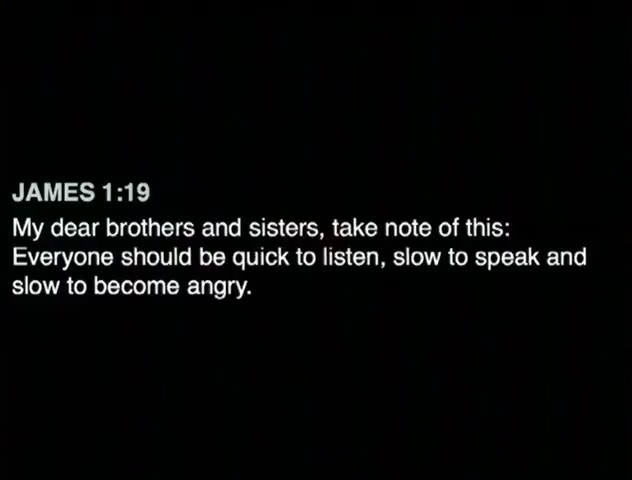 JAMES 1:19
My dear brothers and sisters, take note of this:
Everyone should be quick to listen, slow to speak and
slow to become angry.